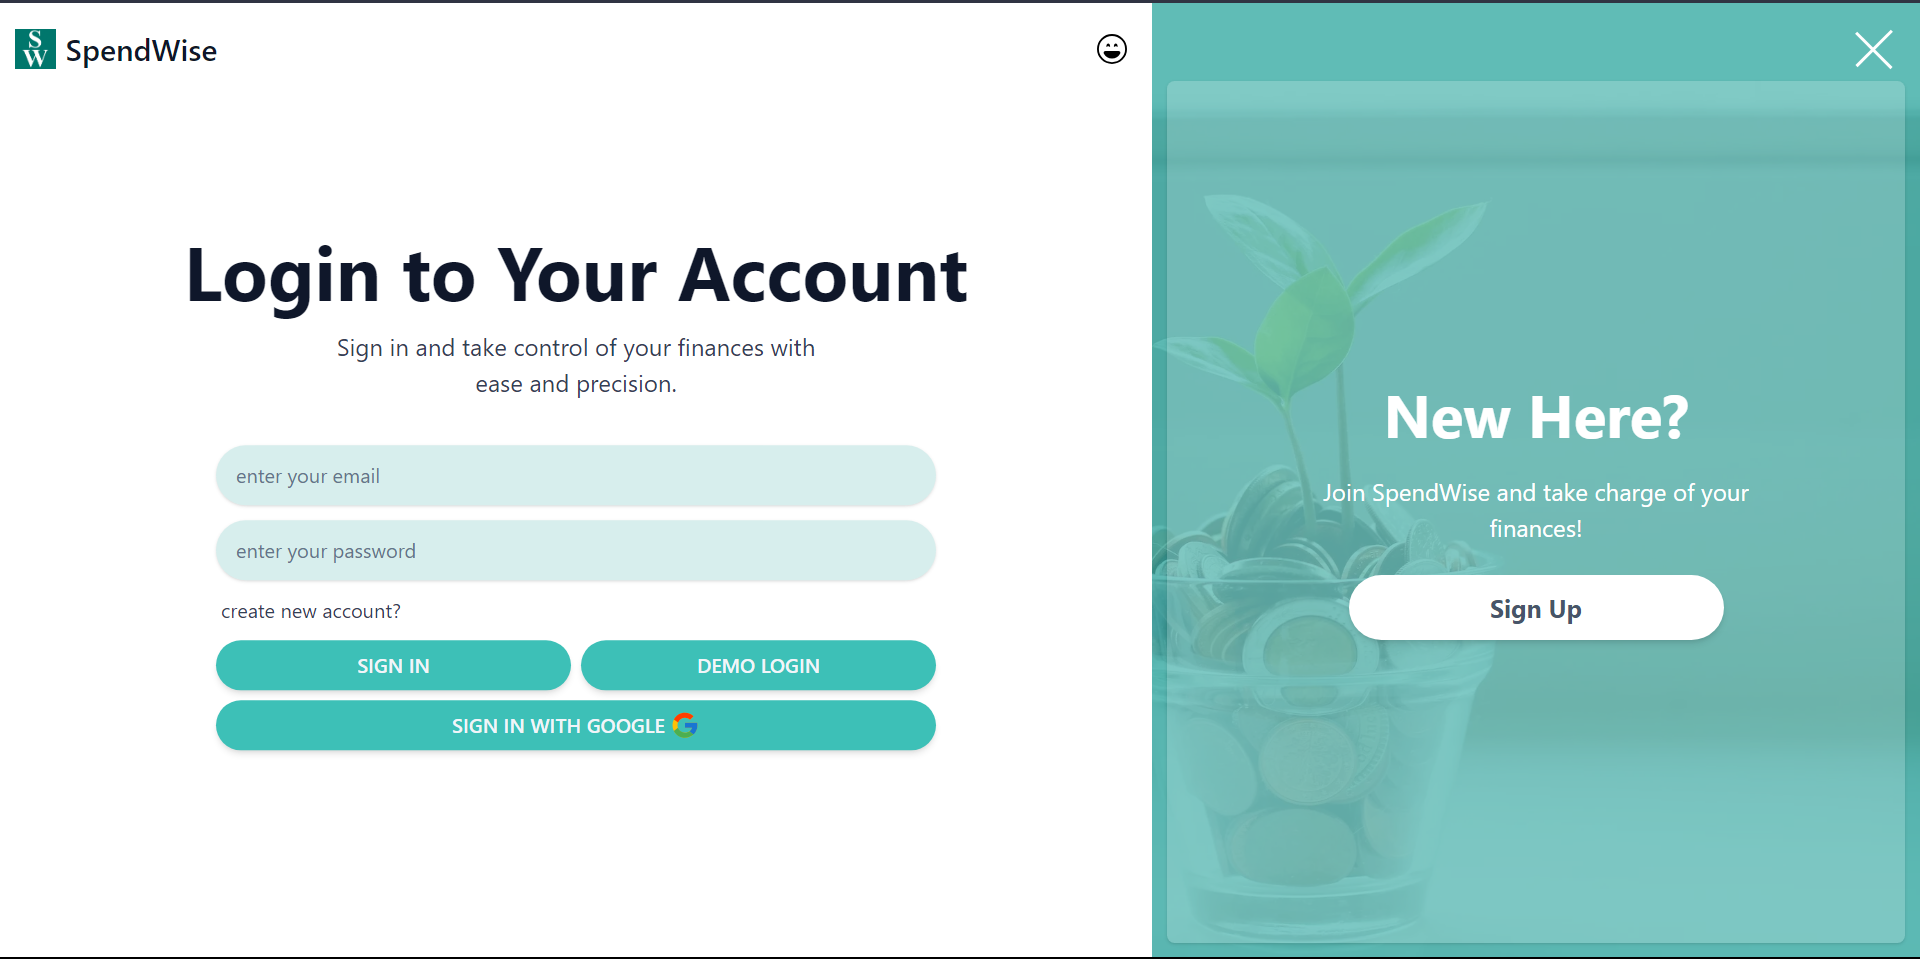 SW
SpendWise
Login to Your Account
Sign in and take control of your finances with
ease and precision.
enter your email
enter your password
create new account?
SIGN IN
DEMO LOGIN
SIGN IN WITH GOOGLE
New Here?
Join SpendWise and take charge of your
finances!
Sign Up